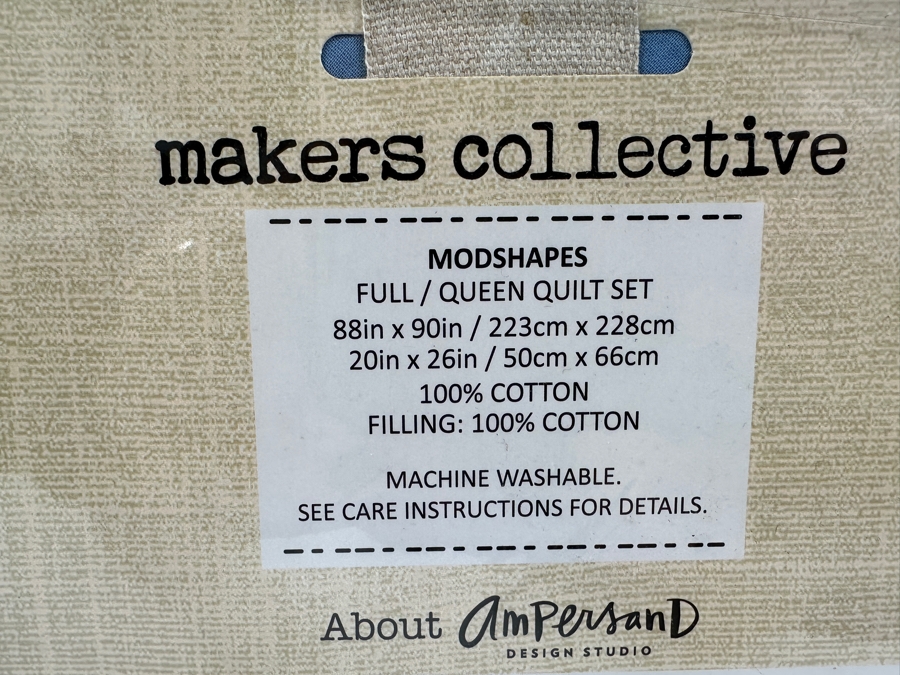 makers collective
MODSHAPES
FULL / QUEEN QUILT SET
88in x 90in / 223cm x 228cm
20in x 26in / 50cm x 66cm
100% COTTON
FILLING: 100% COTTON
MACHINE WASHABLE.
SEE CARE INSTRUCTIONS FOR DETAILS.
About amPersanD
DESIGN STUDIO